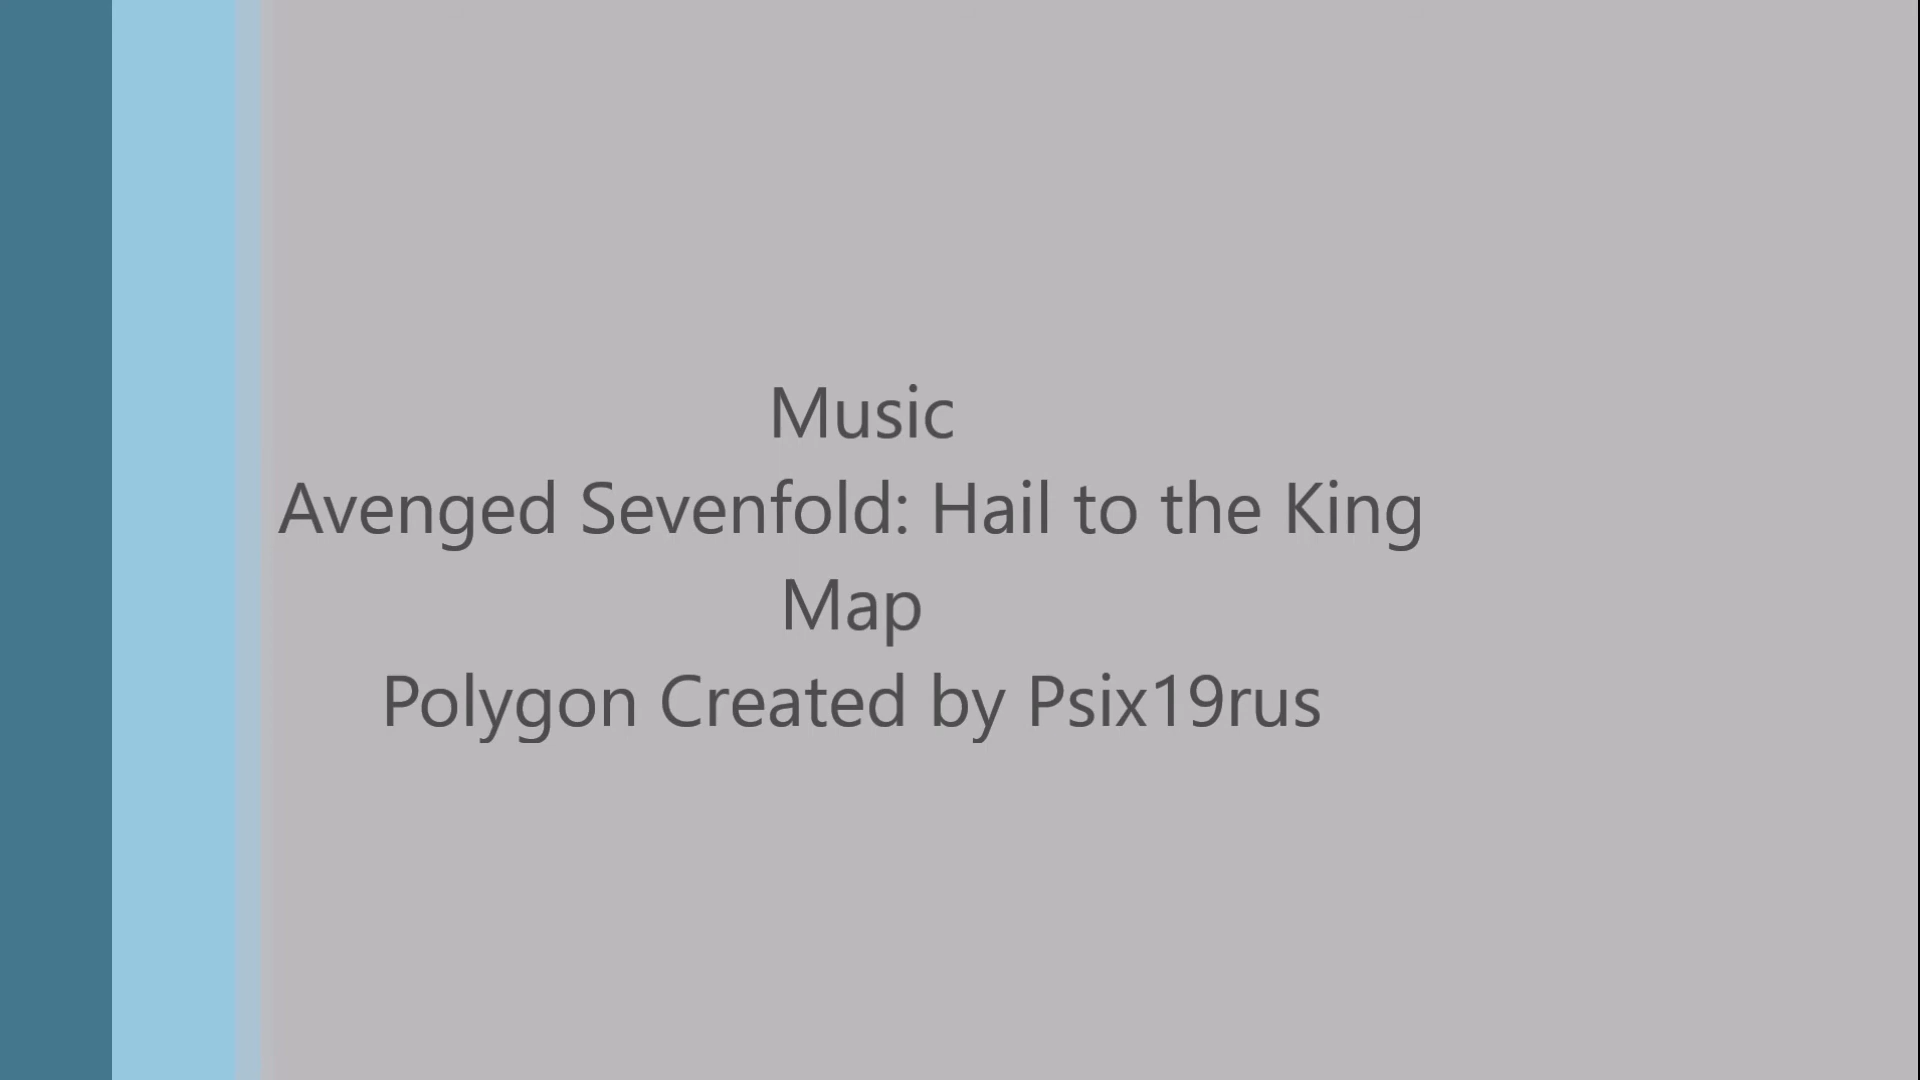 Music
Avenged Sevenfold: Hail to the King
Map
Polygon Created by Psix19rus